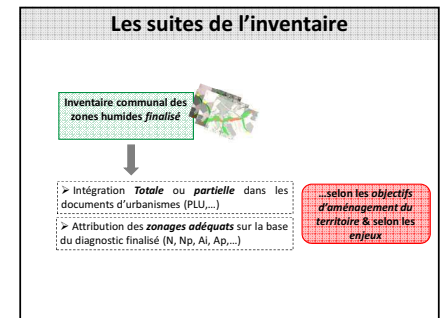 Les suites de l'inventaire
Inventaire communal des
zones humides finalisé
➢ Intégration Totale ou partielle dans les
documents d'urbanismes (PLU,...)
➢ Attribution des zonages adéquats sur la base
du diagnostic finalisé (N, Np, Ai, Ap,...)
...selon les objectifs
d'aménagement du
territoire & selon les
enjeux